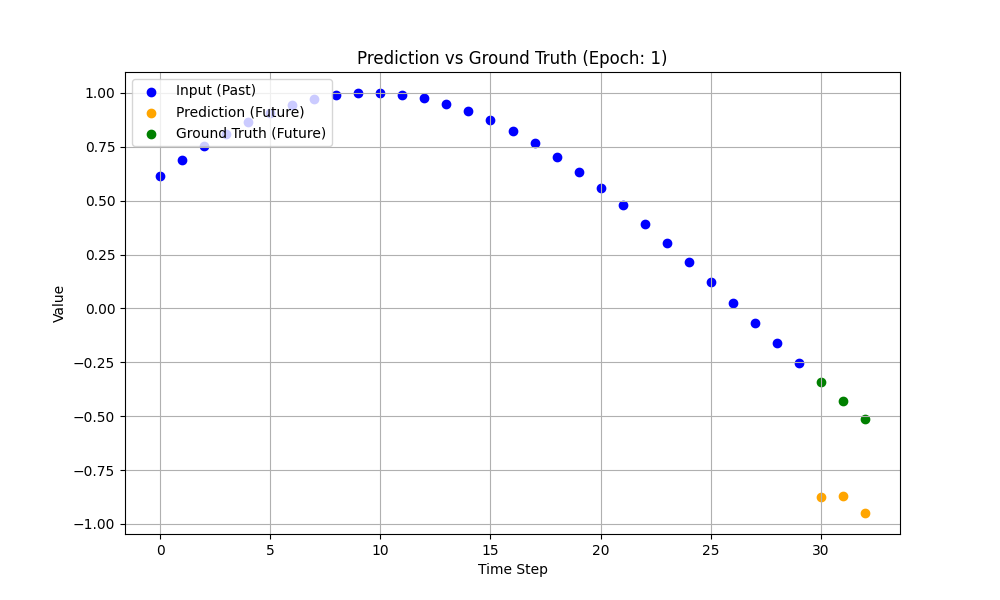 Prediction vs Ground Truth (Epoch: 1)
Input (Past)
Prediction (Future)
Ground Truth (Future)
Value
1.00
0.75
0.50
0.25
0.00
−0.25
−0.50
−0.75
−1.00
0 5 10 15 20 25 30
Time Step